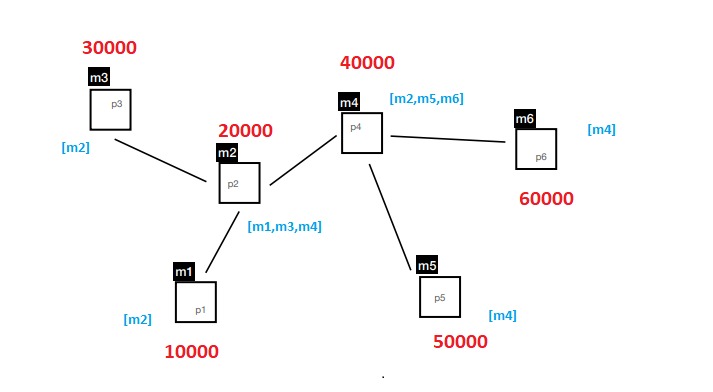 30000
m3
p3
[m2]
20000
m2
p2
[m1,m3,m4]
40000
m4
[m2,m5,m6]
p4
m6
[m4]
p6
60000
m1
p1
[m2]
10000
m5
p5
[m4]
50000